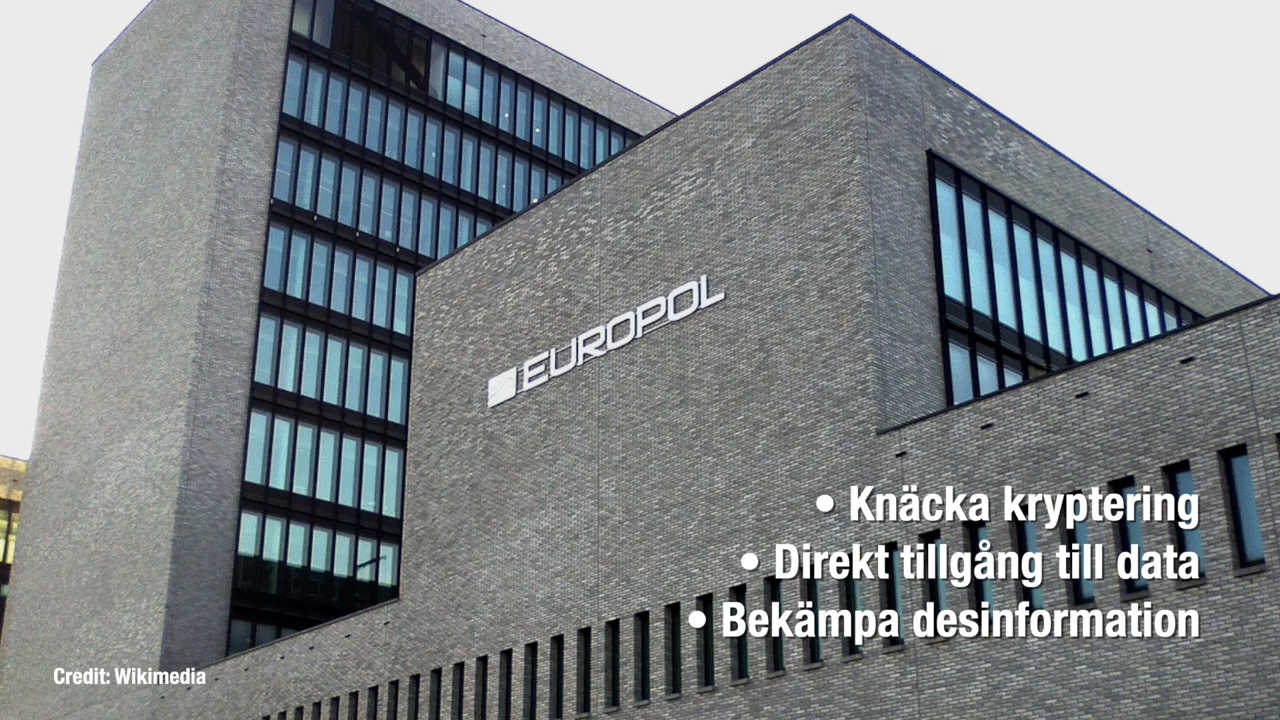 EUROPOL
• Knäcka kryptering
• Direkt tillgång till data
• Bekämpa desinformation
Credit: Wikimedia